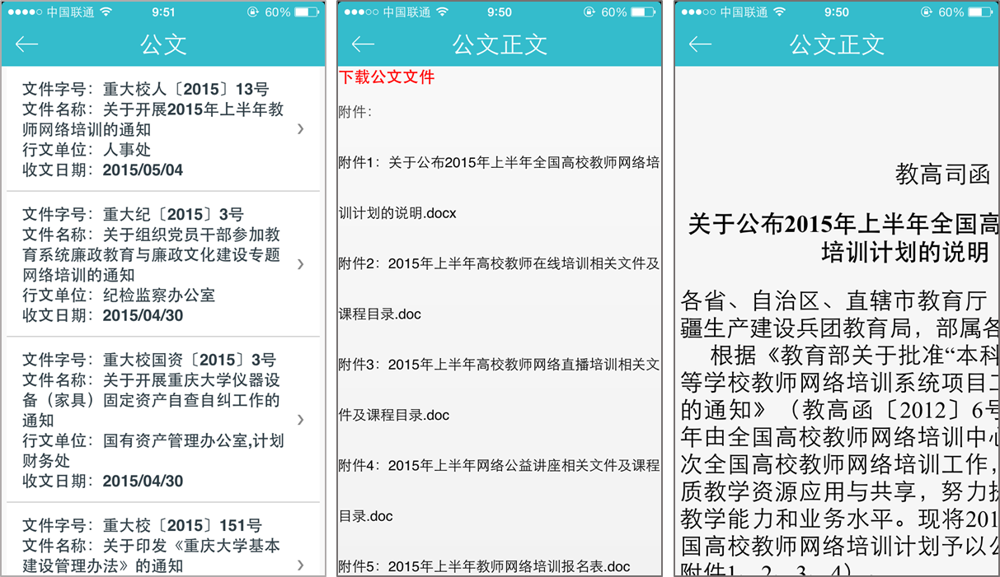 中国联通 9:51 60%
公文
文件字号：重大校人〔2015〕13号
文件名称：关于开展2015年上半年教
师网络培训的通知
行文单位：人事处
收文日期：2015/05/04
文件字号：重大纪〔2015〕3号
文件名称：关于组织党员干部参加教
育系统廉政教育与廉政文化建设专题
网络培训的通知
行文单位：纪检监察办公室
收文日期：2015/04/30
文件字号：重大校国资〔2015〕3号
文件名称：关于开展重庆大学仪器设
备（家具）固定资产自查自纠工作的
通知
行文单位：国有资产管理办公室,计划
财务处
收文日期：2015/04/30
文件字号：重大校〔2015〕151号
文件名称：关于印发《重庆大学基本
建设管理办法》的通知
中国联通 9:50 60%
公文正文
下载公文文件
附件：
附件1：关于公布2015年上半年全国高校教师网络培
训计划的说明.docx
附件2：2015年上半年高校教师在线培训相关文件及
课程目录.doc
附件3：2015年上半年高校教师网络直播培训相关文
件及课程目录.doc
附件4：2015年上半年网络公益讲座相关文件及课程
目录.doc
附件5：2015年上半年教师网络培训报名表.doc
中国联通 9:50 60%
公文正文
教高司函
关于公布2015年上半年全国高
培训计划的说明
各省、自治区、直辖市教育厅
疆生产建设兵团教育局，部属各
根据《教育部关于批准“本科
等学校教师网络培训系统项目工
的通知》（教高函〔2012〕6号
年由全国高校教师网络培训中心
次全国高校教师网络培训工作，
质教学资源应用与共享，努力提
教学能力和业务水平。现将201
国高校教师网络培训计划予以公
附件1、2、3、4）.